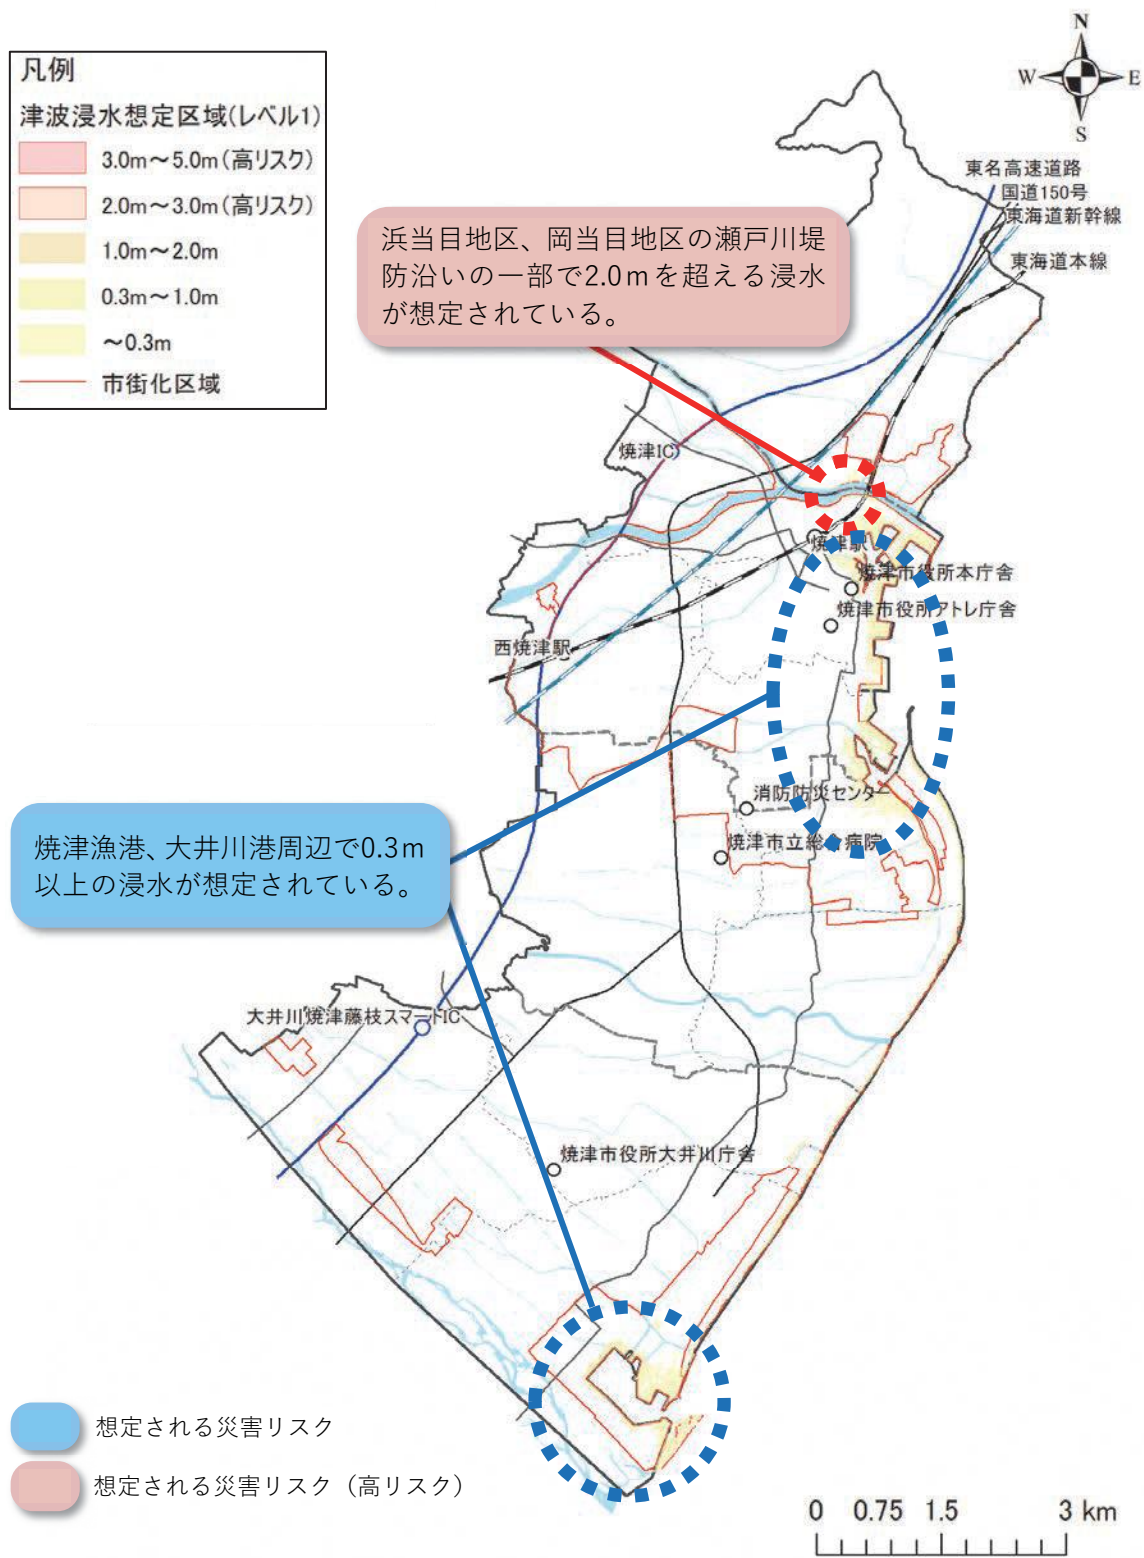 N
W
E
S
凡例
津波浸水想定区域(レベル1)
3.0m～5.0m(高リスク)
2.0m～3.0m(高リスク)
1.0m～2.0m
0.3m～1.0m
～0.3m
市街化区域
東名高速道路
国道150号
東海道新幹線
東海道本線
浜当目地区、岡当目地区の瀬戸川堤
防沿いの一部で2.0ｍを超える浸水
が想定されている。
焼津IC
焼津駅
焼津市役所本庁舎
焼津市役所アトレ庁舎
西焼津駅
消防防災センター
焼津市立総合病院
焼津漁港、大井川港周辺で0.3ｍ
以上の浸水が想定されている。
大井川焼津藤枝スマートIC
焼津市役所大井川庁舎
想定される災害リスク
想定される災害リスク（高リスク）
0 0.75 1.5 3 km